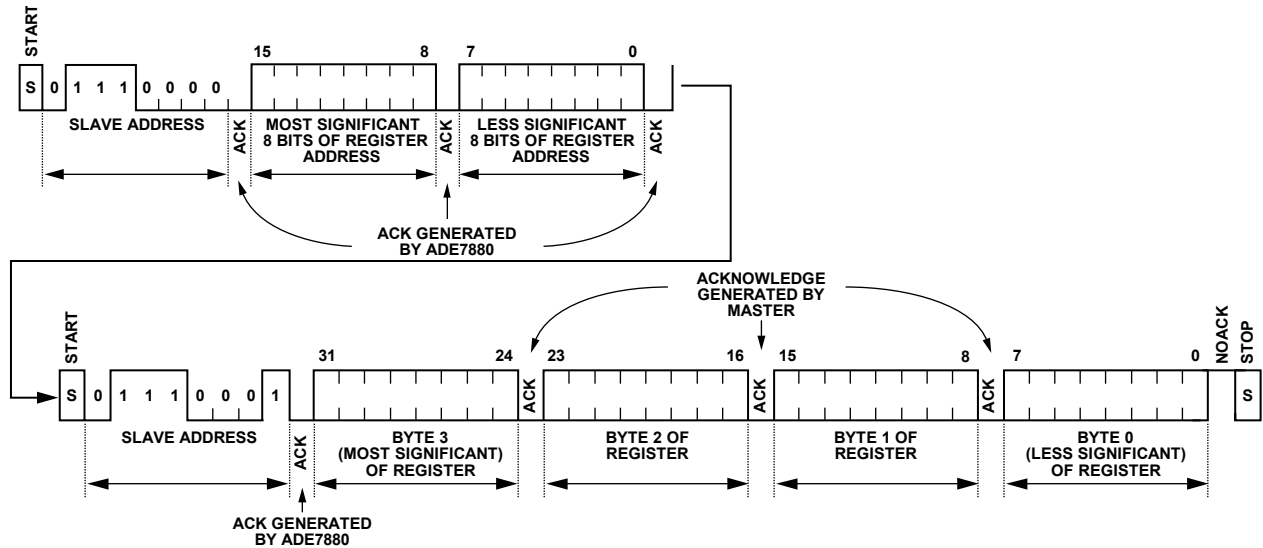 START
15 8 7 0
S 0 1 1 1 0 0 0 0
SLAVE ADDRESS
ACK
MOST SIGNIFICANT
8 BITS OF REGISTER
ADDRESS
ACK
LESS SIGNIFICANT
8 BITS OF REGISTER
ADDRESS
ACK
ACK GENERATED
BY ADE7880
ACKNOWLEDGE
GENERATED BY
MASTER
START
31 24 23 16 15 8 7 0
NOACK
STOP
S 0 1 1 1 0 0 0 1
ACK
ACK
ACK
S
SLAVE ADDRESS
ACK
BYTE 3
(MOST SIGNIFICANT)
OF REGISTER
BYTE 2 OF
REGISTER
BYTE 1 OF
REGISTER
BYTE 0
(LESS SIGNIFICANT)
OF REGISTER
ACK GENERATED
BY ADE7880